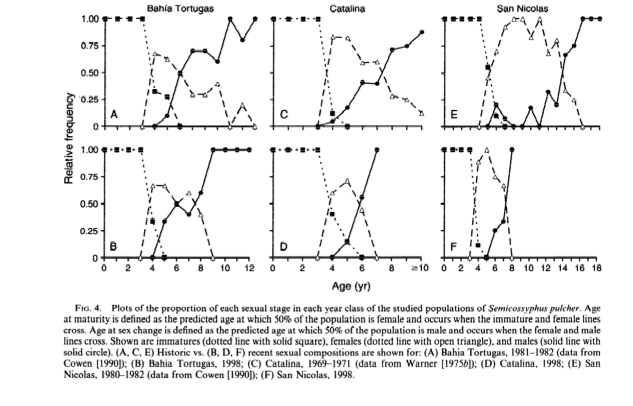 Bahía Tortugas
Catalina
San Nicolas
1.00
0.75
0.50
0.25
0
A
C
E
Relative frequency
1.00
0.75
0.50
0.25
0
B
D
F
0 2 4 6 8 10 12
0 2 4 6 8 ≥10
0 2 4 6 8 10 12 14 16 18
Age (yr)
FIG. 4. Plots of the proportion of each sexual stage in each year class of the studied populations of Semicossyphus pulcher. Age
at maturity is defined as the predicted age at which 50% of the population is female and occurs when the immature and female lines
cross. Age at sex change is defined as the predicted age at which 50% of the population is male and occurs when the female and male
lines cross. Shown are immatures (dotted line with solid square), females (dotted line with open triangle), and males (solid line with
solid circle). (A, C, E) Historic vs. (B, D, F) recent sexual compositions are shown for: (A) Bahía Tortugas, 1981–1982 (data from
Cowen [1990]); (B) Bahía Tortugas, 1998; (C) Catalina, 1969–1971 (data from Warner [1975b]); (D) Catalina, 1998; (E) San
Nicolas, 1980–1982 (data from Cowen [1990]); (F) San Nicolas, 1998.